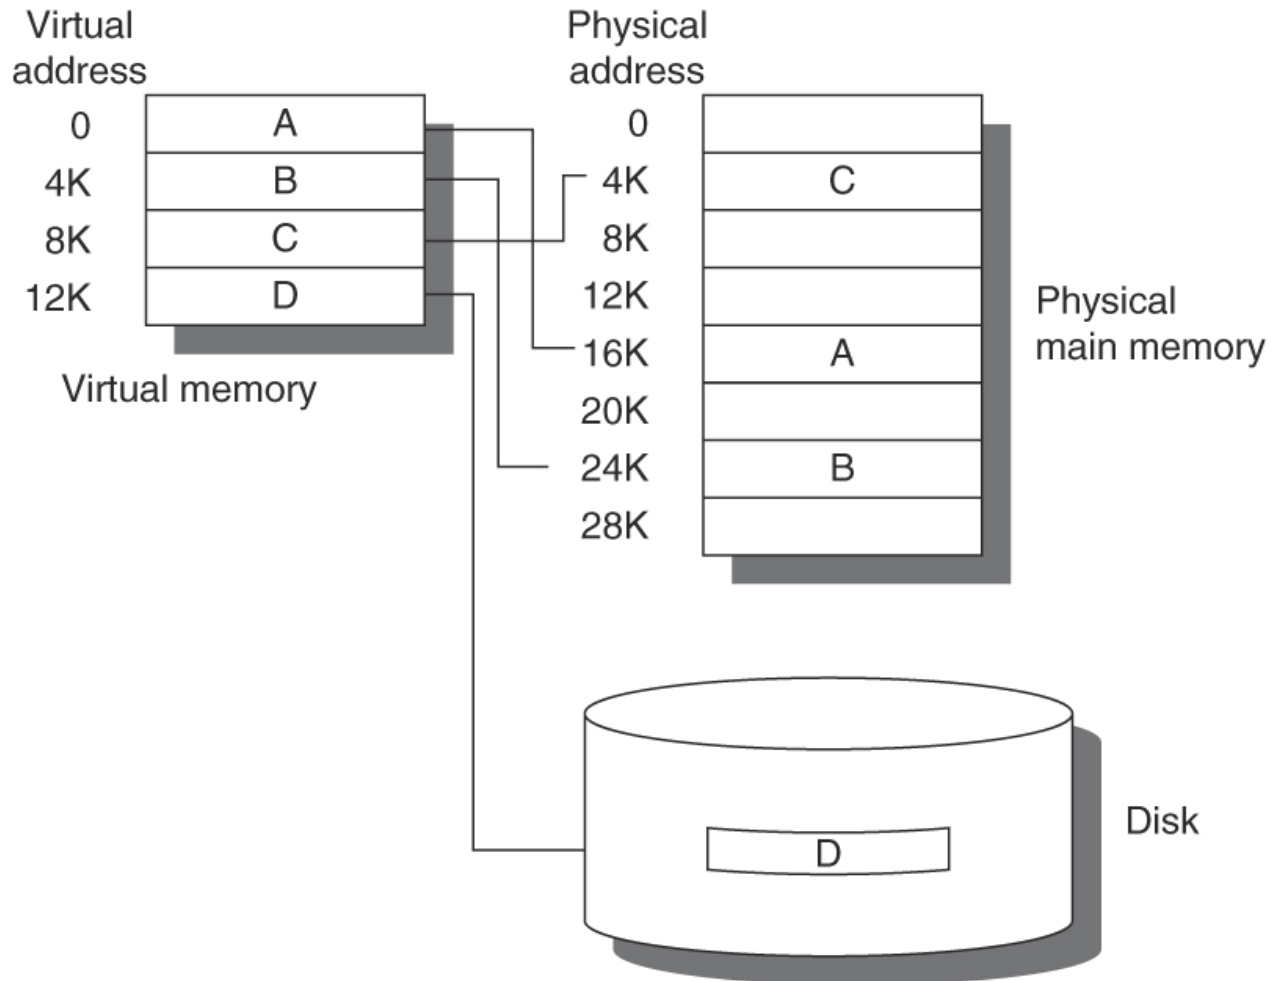 Virtual
address
0
A
4K
B
8K
C
12K
D
Virtual memory
Physical
address
0
4K
C
8K
12K
16K
A
20K
24K
B
28K
Physical
main memory
D
Disk